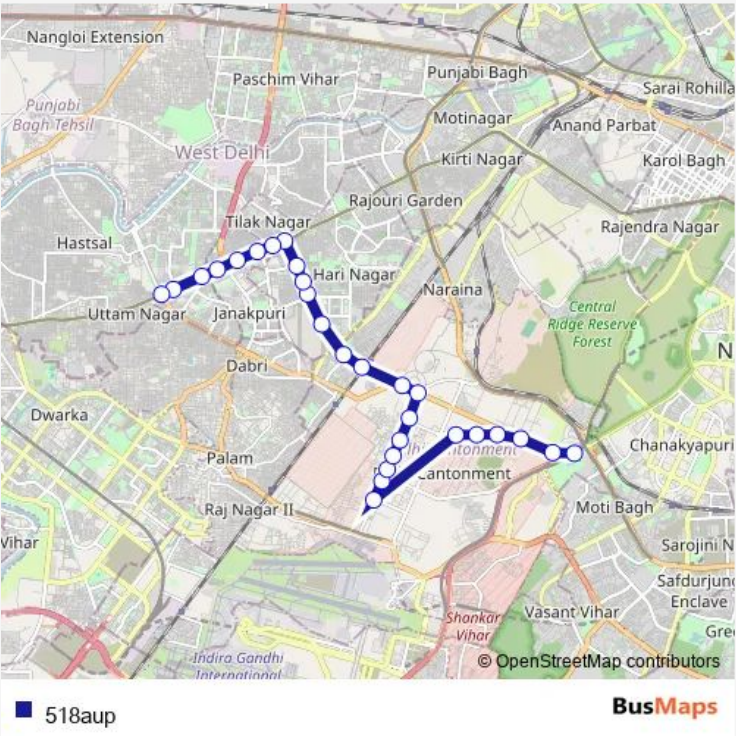 Nangloi Extension
Paschim Vihar
Punjabi Bagh
Sarai Rohilla
Punjabi
Bagh Tehsil
Motinagar
Anand Parbat
West Delhi
Kirti Nagar
Karol Bagh
Rajouri Garden
Tilak Nagar
Rajendra Nagar
Hastsal
Hari Nagar
Naraina
Uttam Nagar
Janakpuri
Central
Ridge Reserve
Forest
N
Dabri
Dwarka
Chanakyapuri
Palam
Cantonment
Raj Nagar II
Moti Bagh
Vihar
Sarojini N
Safdurjung
Enclave
Vasant Vihar
Shankar
Vihar
Gre
Indira Gandhi
International
© OpenStreetMap contributors
518aup
BusMaps